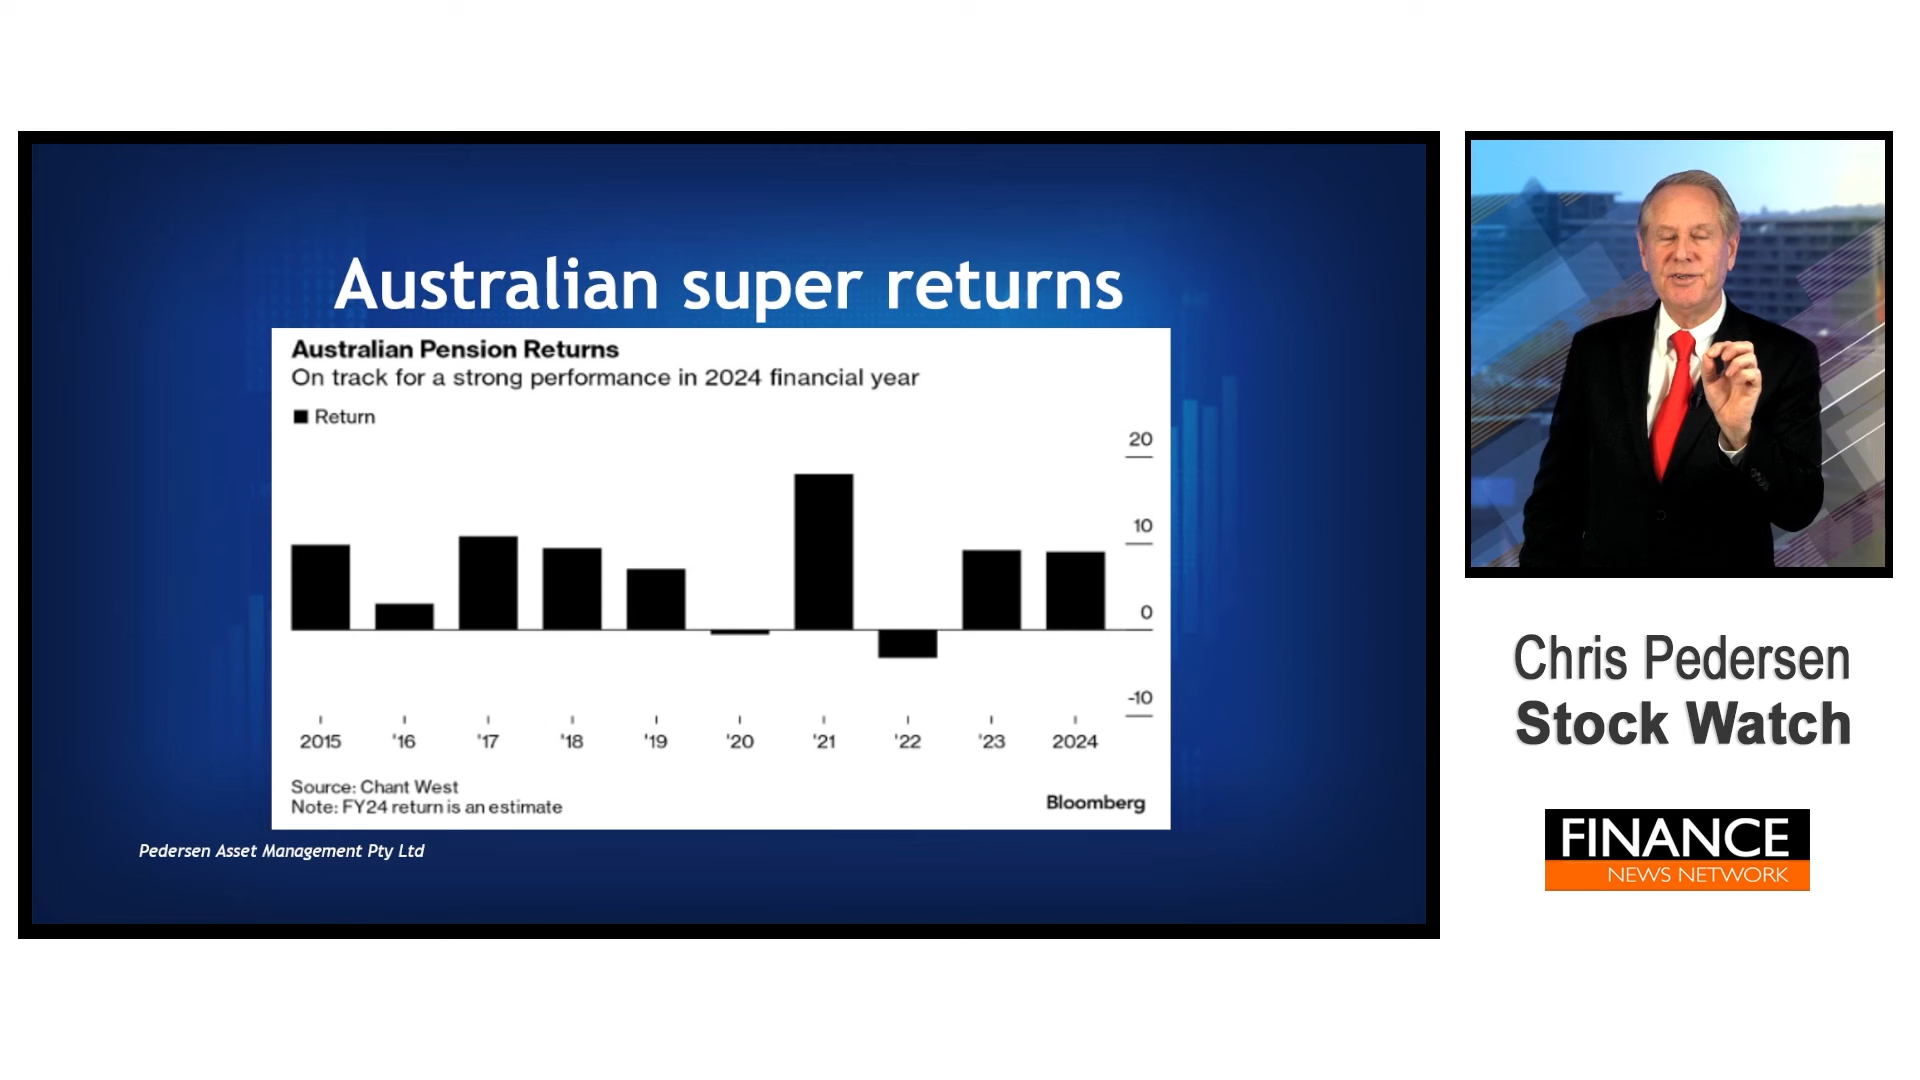 Australian super returns
Australian Pension Returns
On track for a strong performance in 2024 financial year
Return
20
10
0
-10
2015 '16 '17 '18 '19 '20 '21 '22 '23 2024
Source: Chant West
Note: FY24 return is an estimate
Bloomberg
Pedersen Asset Management Pty Ltd
Chris Pedersen
Stock Watch
FINANCE
NEWS NETWORK